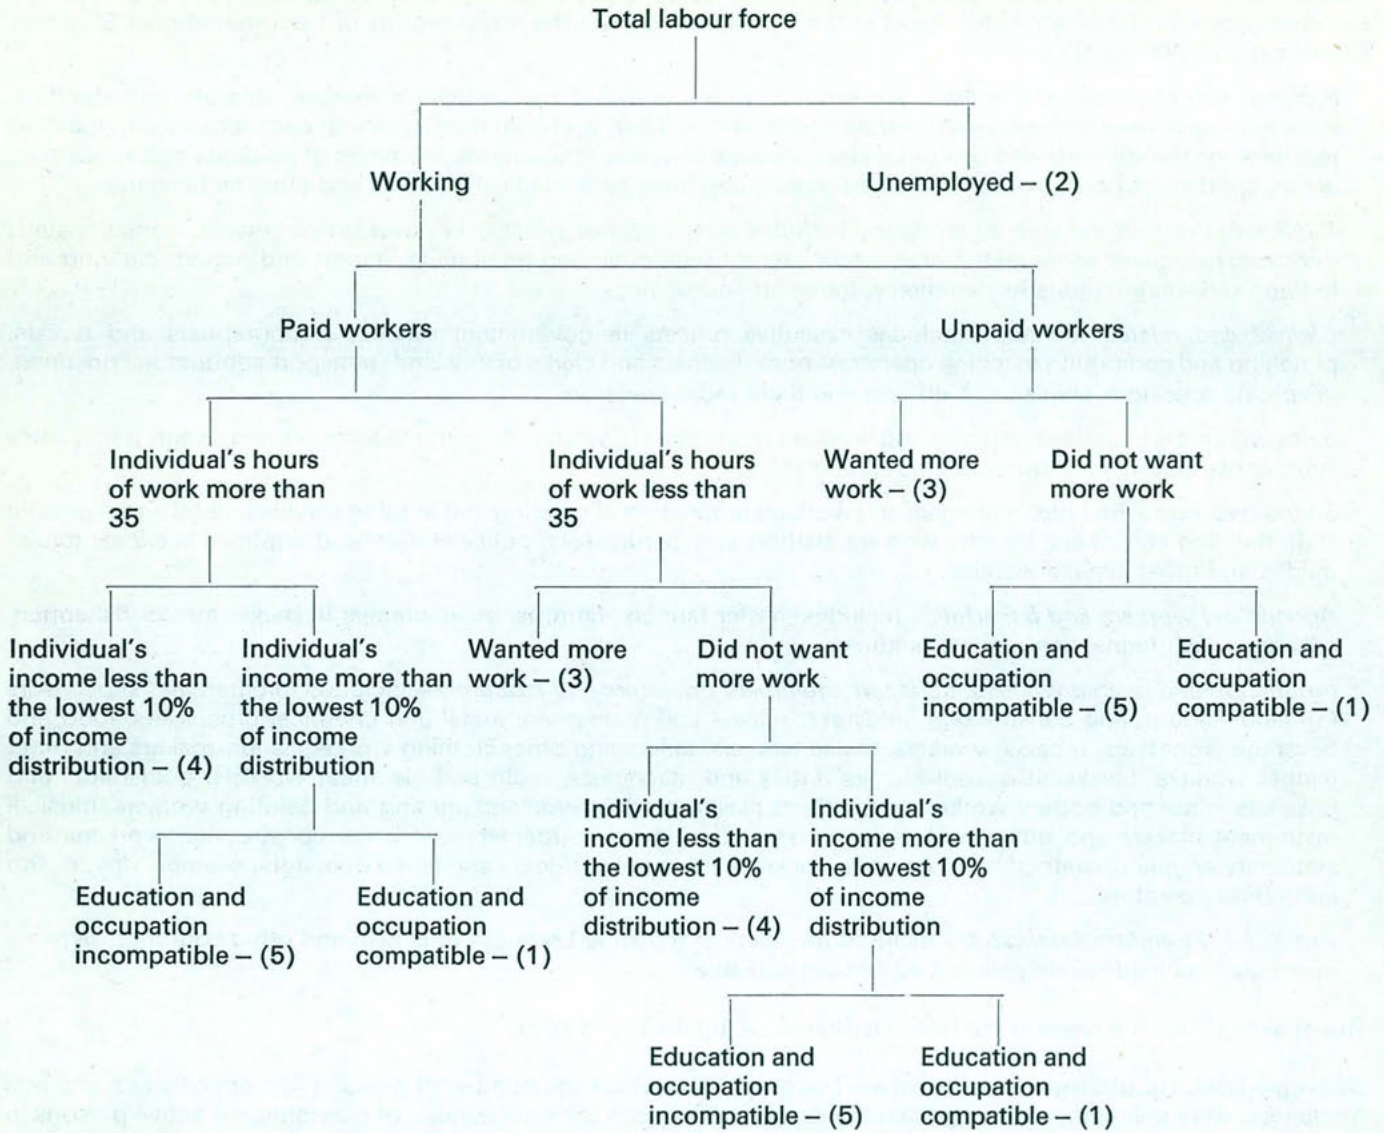 Total labour force
Working
Unemployed – (2)
Paid workers
Unpaid workers
Individual's hours
of work more than
35
Individual's hours
of work less than
35
Wanted more
work – (3)
Did not want
more work
Individual's
income less than
the lowest 10%
of income
distribution – (4)
Individual's
income more than
the lowest 10%
of income
distribution
Wanted more
work – (3)
Did not want
more work
Education and
occupation
incompatible – (5)
Education and
occupation
compatible – (1)
Education and
occupation
incompatible – (5)
Education and
occupation
compatible – (1)
Individual's
income less than
the lowest 10%
of income
distribution – (4)
Individual's
income more than
the lowest 10%
of income
distribution
Education and
occupation
incompatible – (5)
Education and
occupation
compatible – (1)